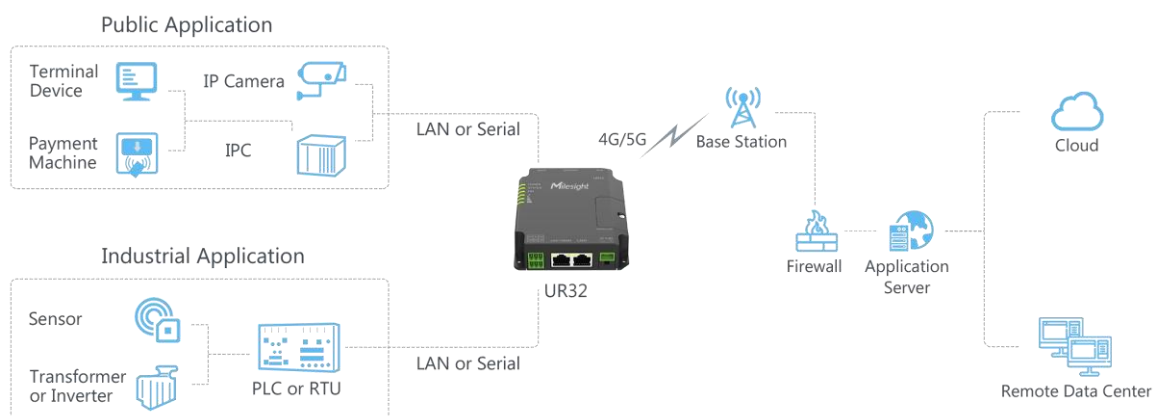 Public Application
Terminal
Device
IP Camera
Payment
Machine
IPC
LAN or Serial
4G/5G
Base Station
Cloud
Milesight
UR32
Firewall
Application
Server
Industrial Application
Sensor
Transformer
or Inverter
PLC or RTU
LAN or Serial
Remote Data Center